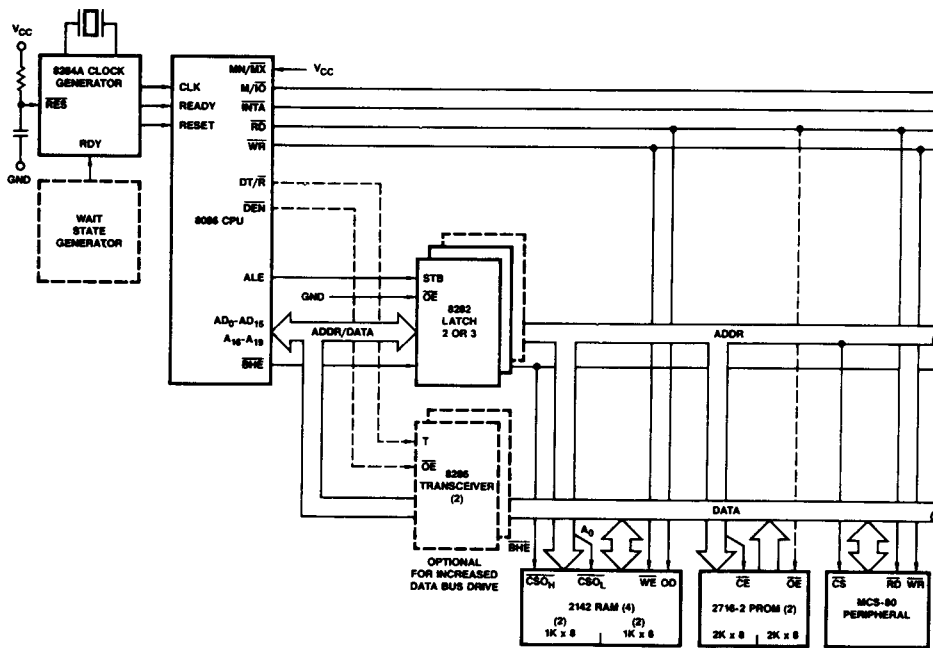 VCC
8284A CLOCK
GENERATOR
RES
RDY
GND
WAIT
STATE
GENERATOR
CLK
READY
RESET
8086 CPU
MN/MX
VCC
M/IO
INTA
RD
WR
DT/R
DEN
ALE
AD0-AD15
A16-A19
BHE
ADDR/DATA
GND
STB
OE
8282
LATCH
2 OR 3
ADDR
T
OE
8286
TRANSCEIVER
(2)
OPTIONAL
FOR INCREASED
DATA BUS DRIVE
DATA
BHE
A0
CSOH
CSOL
WE OD
2142 RAM (4)
(2) (2)
1K x 8 1K x 8
CE
OE
2716-2 PROM (2)
2K x 8 2K x 8
CS
RD WR
MCS-80
PERIPHERAL